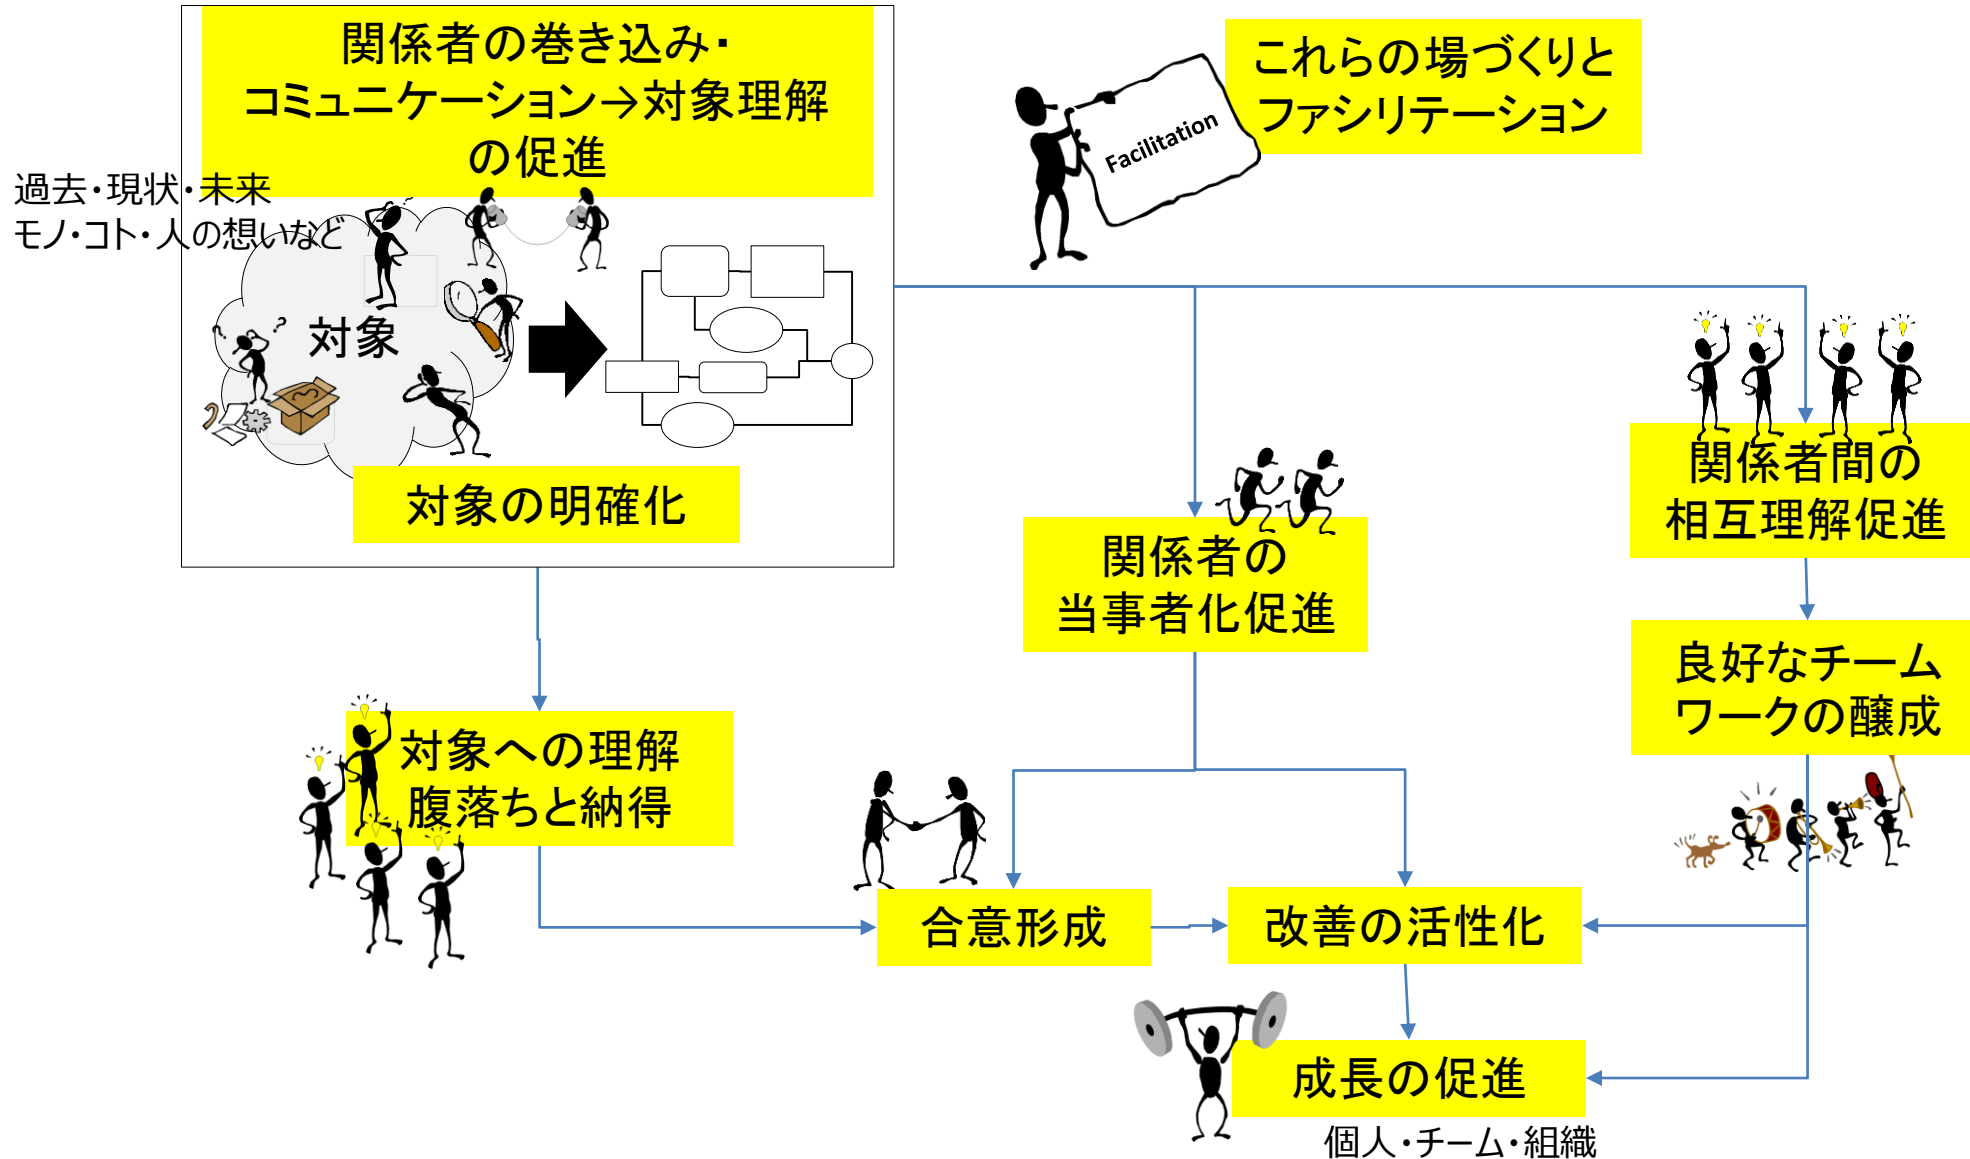 関係者の巻き込み・
コミュニケーション→対象理解
の促進
これらの場づくりと
ファシリテーション
Facilitation
過去・現状・未来
モノ・コト・人の想いなど
対象
対象の明確化
関係者間の
相互理解促進
関係者の
当事者化促進
良好なチーム
ワークの醸成
対象への理解
腹落ちと納得
合意形成
改善の活性化
成長の促進
個人・チーム・組織